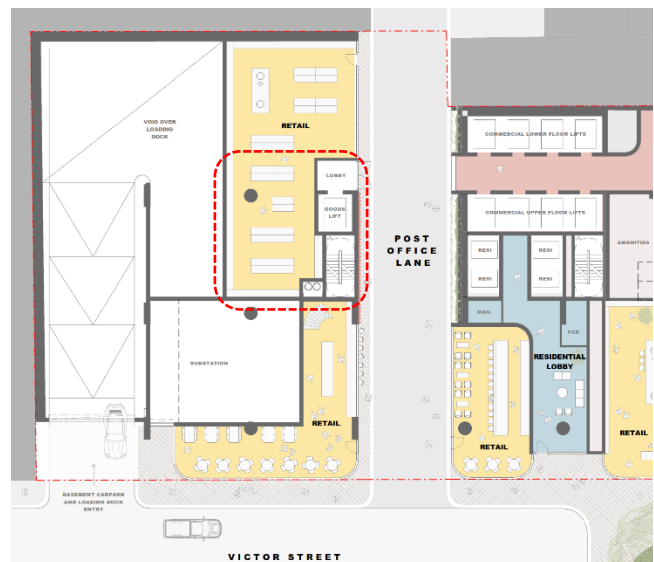 VOID OVER
LOADING
DOCK
RETAIL
LOBBY
GOODS
LIFT
SUBSTATION
RETAIL
BASEMENT CARPARK
AND LOADING DOCK
ENTRY
POST
OFFICE
LANE
COMMERCIAL LOWER FLOOR LIFTS
COMMERCIAL UPPER FLOOR LIFTS
RESI
RESI
RESI
RESI
AMENITIES
MAIL
FCR
RESIDENTIAL
LOBBY
RETAIL
RETAIL
VICTOR STREET